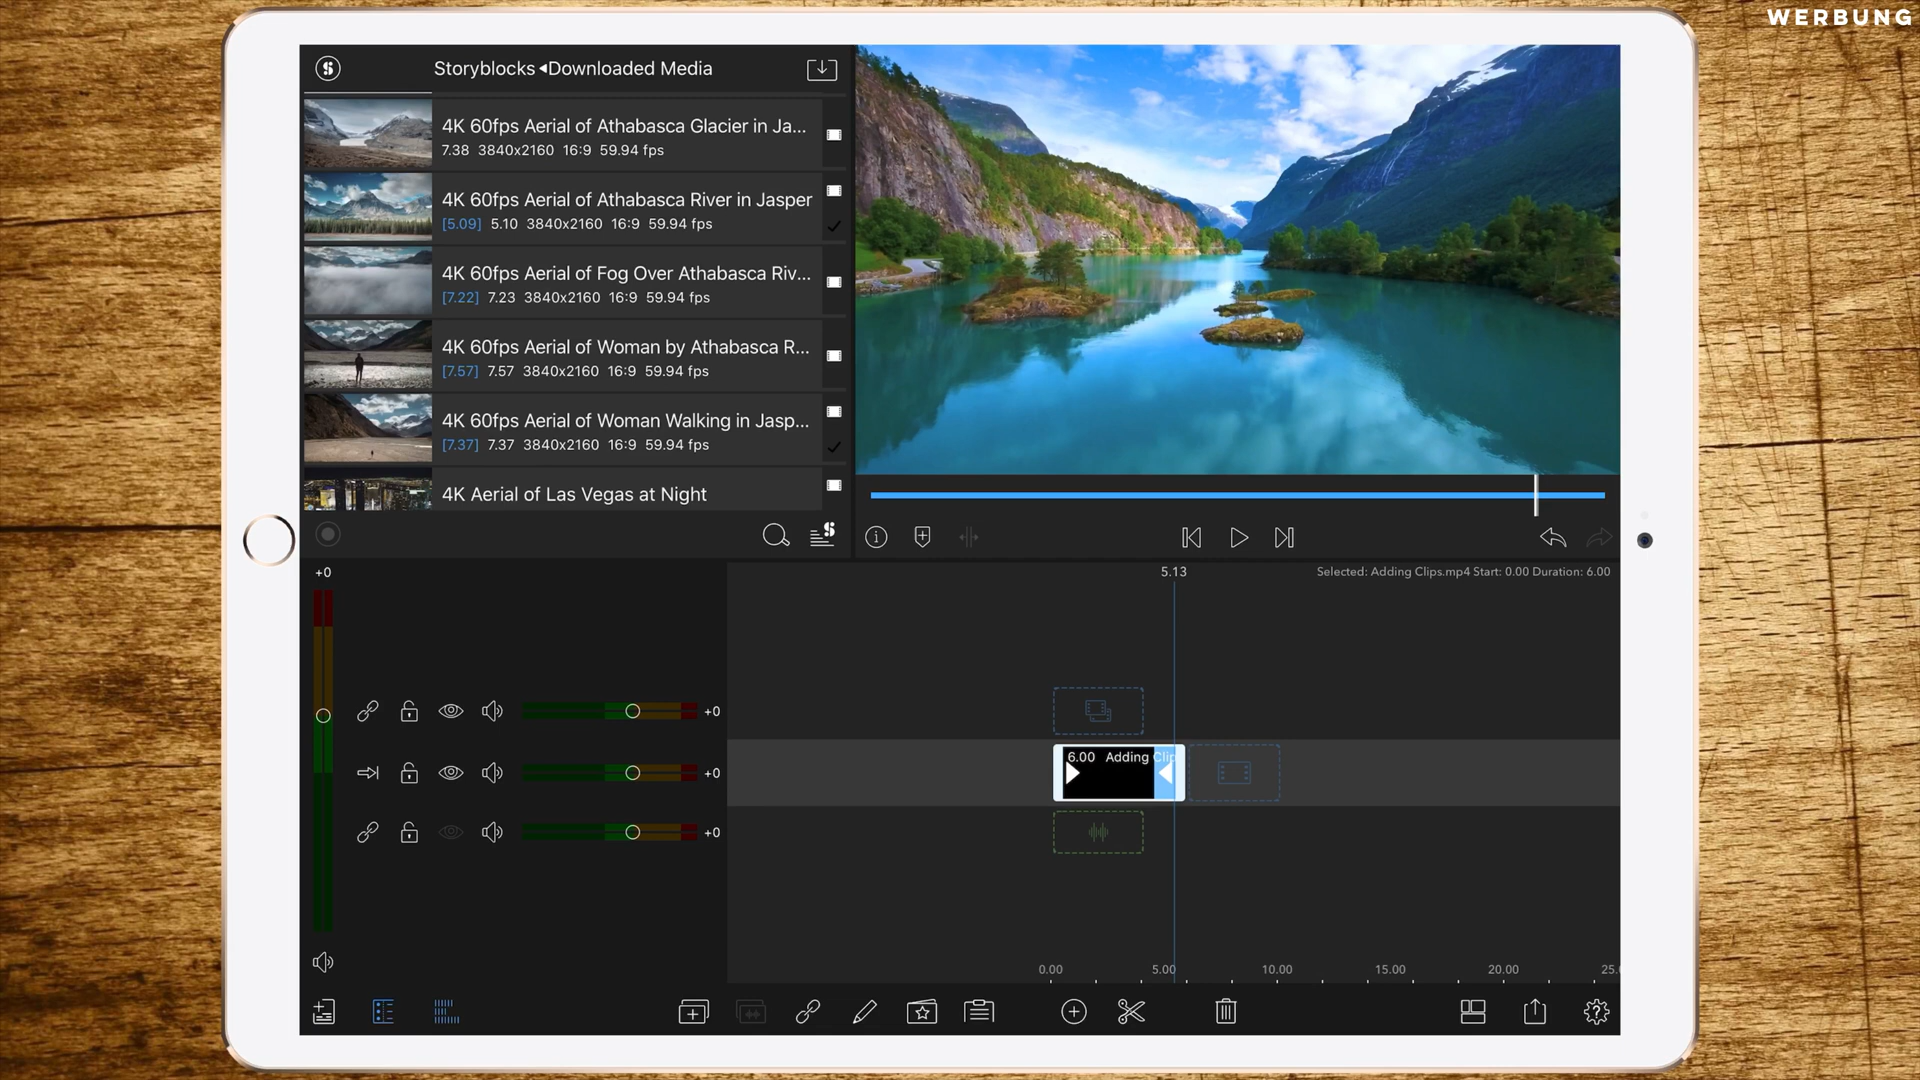 WERBUNG
Storyblocks ◂Downloaded Media
4K 60fps Aerial of Athabasca Glacier in Ja...
7.38 3840x2160 16:9 59.94 fps
4K 60fps Aerial of Athabasca River in Jasper
[5.09] 5.10 3840x2160 16:9 59.94 fps
4K 60fps Aerial of Fog Over Athabasca Riv...
[7.22] 7.23 3840x2160 16:9 59.94 fps
4K 60fps Aerial of Woman by Athabasca R...
[7.57] 7.57 3840x2160 16:9 59.94 fps
4K 60fps Aerial of Woman Walking in Jasp...
[7.37] 7.37 3840x2160 16:9 59.94 fps
4K Aerial of Las Vegas at Night
+0
5.13
Selected: Adding Clips.mp4 Start: 0.00 Duration: 6.00
+0
6.00 Adding Clip
+0
+0
0.00 5.00 10.00 15.00 20.00 25.